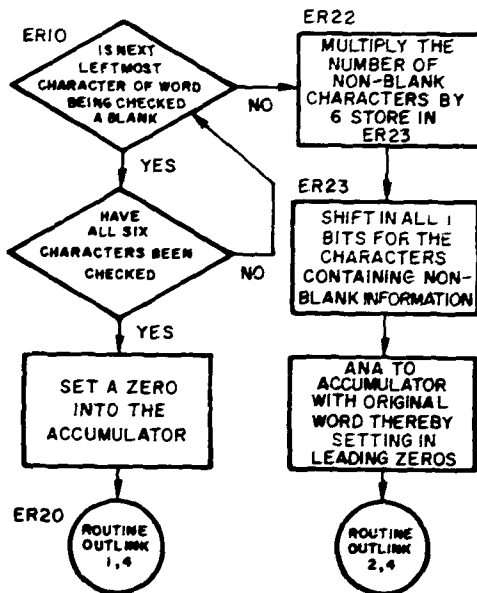 ER10
IS NEXT
LEFTMOST
CHARACTER OF WORD
BEING CHECKED
A BLANK
NO
YES
HAVE
ALL SIX
CHARACTERS BEEN
CHECKED
NO
YES
SET A ZERO
INTO THE
ACCUMULATOR
ER20
ROUTINE
OUTLINK
1,4
ER22
MULTIPLY THE
NUMBER OF
NON-BLANK
CHARACTERS BY
6 STORE IN
ER23
ER23
SHIFT IN ALL 1
BITS FOR THE
CHARACTERS
CONTAINING NON-
BLANK INFORMATION
ANA TO
ACCUMULATOR
WITH ORIGINAL
WORD THEREBY
SETTING IN
LEADING ZEROS
ROUTINE
OUTLINK
2,4